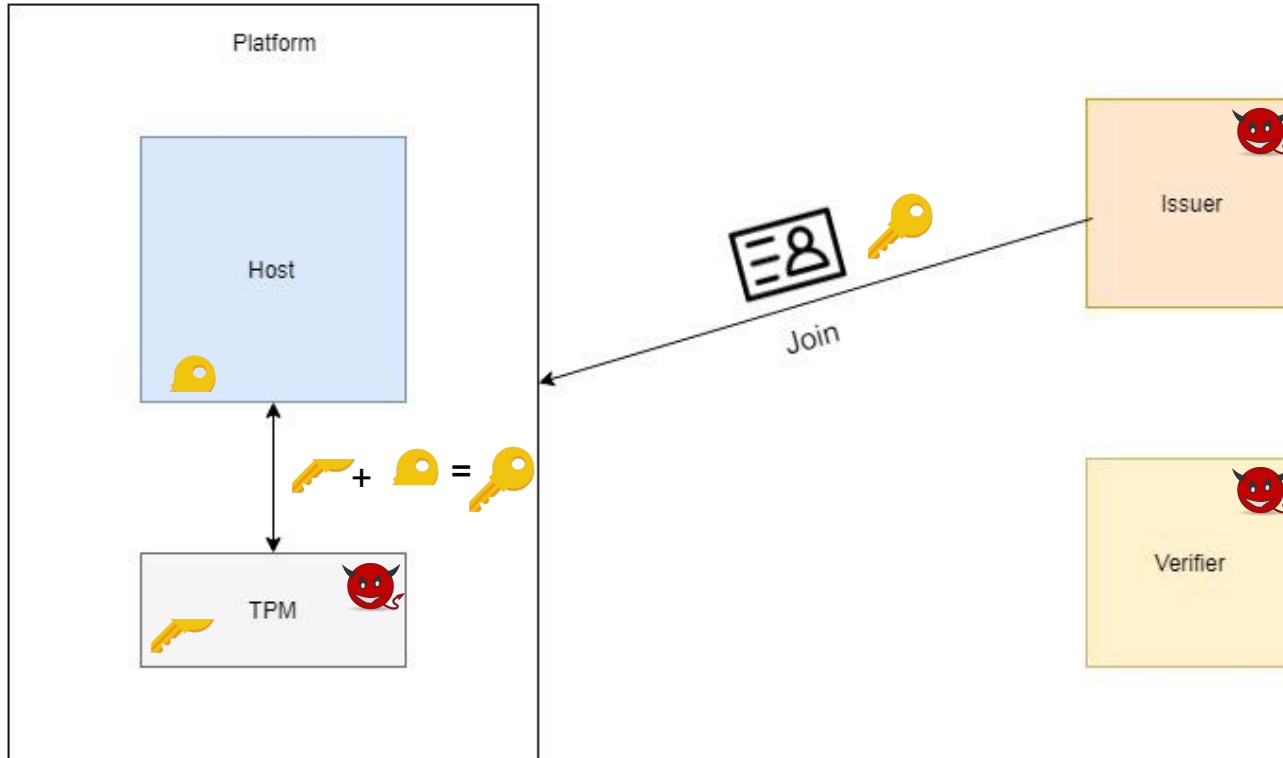 Platform
Host
Issuer
Join
+ =
TPM
Verifier